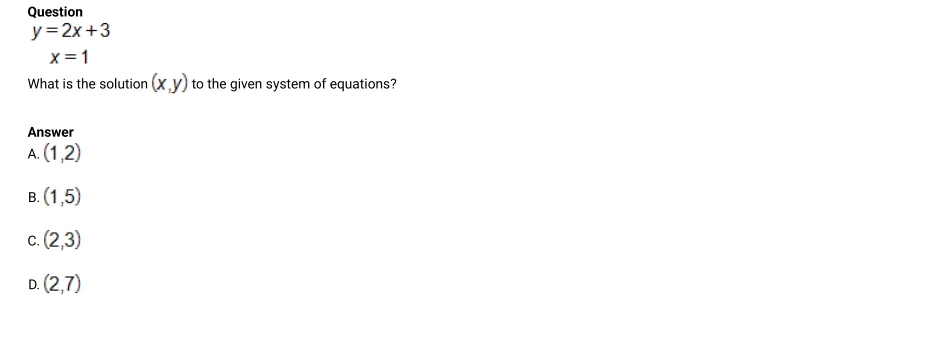 Question
y=2x+3
x=1
What is the solution (x,y) to the given system of equations?
Answer
A. (1,2)
B. (1,5)
C. (2,3)
D. (2,7)